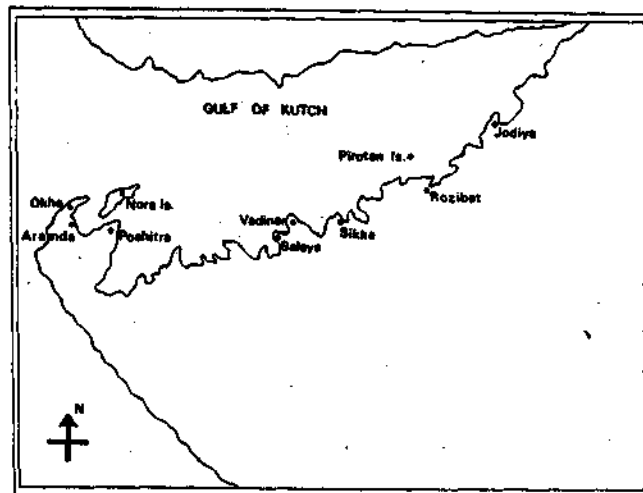 GULF OF KUTCH
Jodiya
Pirotan Is.
Rozibet
Okha
Nora Is.
Vadinar
Sikka
Aramda
Poshitra
Salaya
N